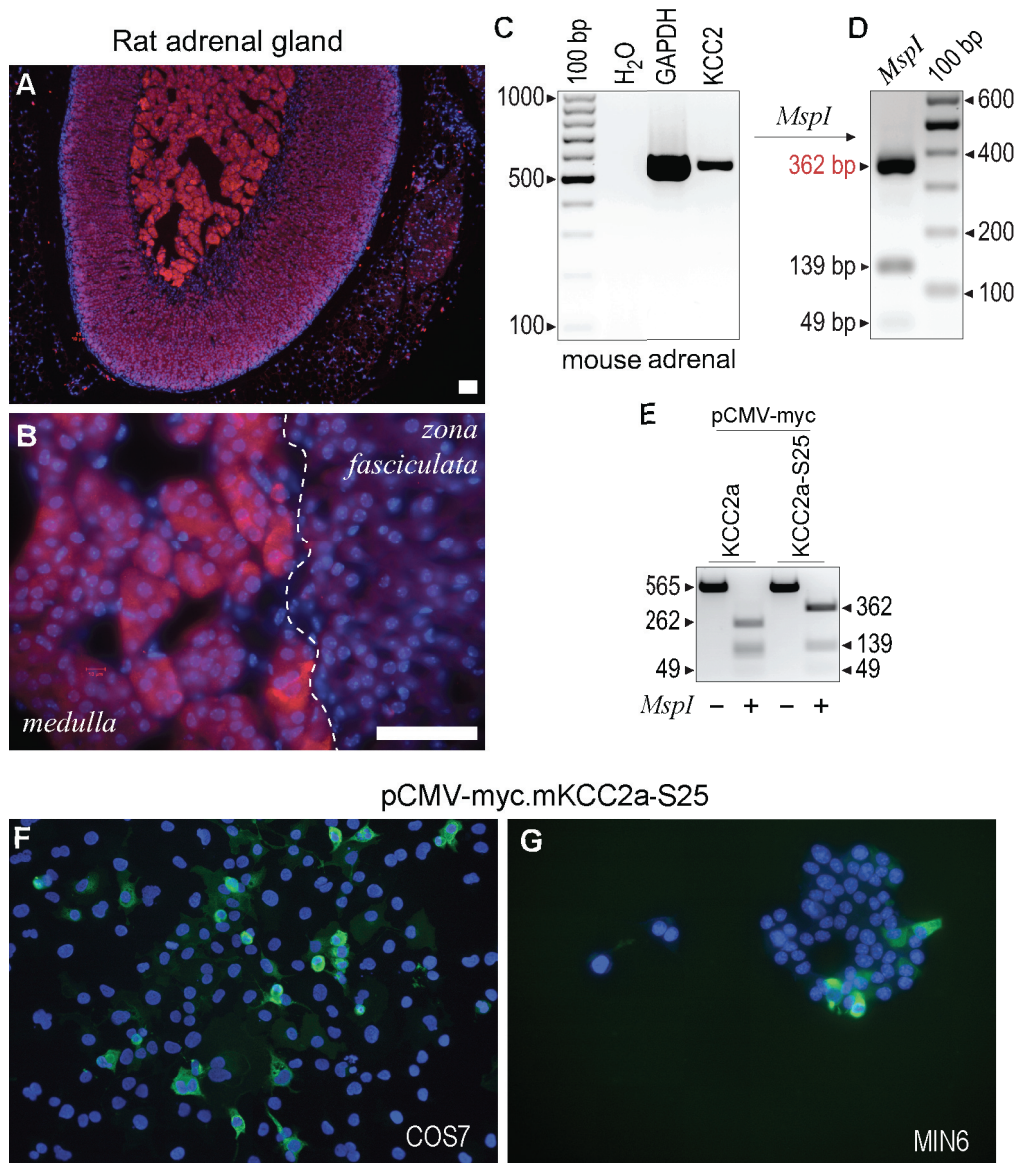 Rat adrenal gland
A
B
zona
fasciculata
medulla
C
100 bp
H2O
GAPDH
KCC2
1000
500
100
mouse adrenal
MspI
D
MspI
100 bp
362 bp
139 bp
49 bp
600
400
200
100
E
pCMV-myc
KCC2a
KCC2a-S25
565
262
49
362
139
49
MspI − + − +
pCMV-myc.mKCC2a-S25
F
COS7
G
MIN6